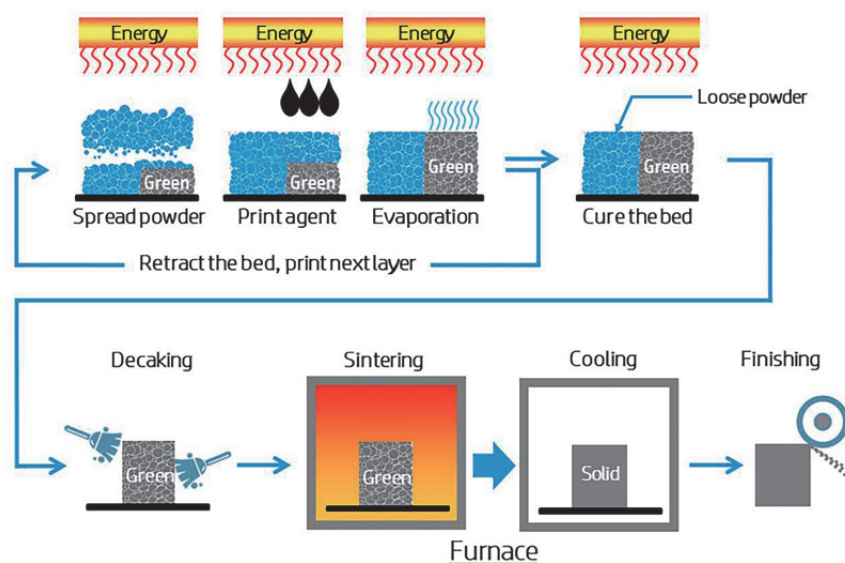 Energy
Energy
Energy
Energy
Loose powder
Green
Green
Green
Green
Spread powder
Print agent
Evaporation
Cure the bed
Retract the bed, print next layer
Decaking
Sintering
Cooling
Finishing
Green
Green
Solid
Furnace